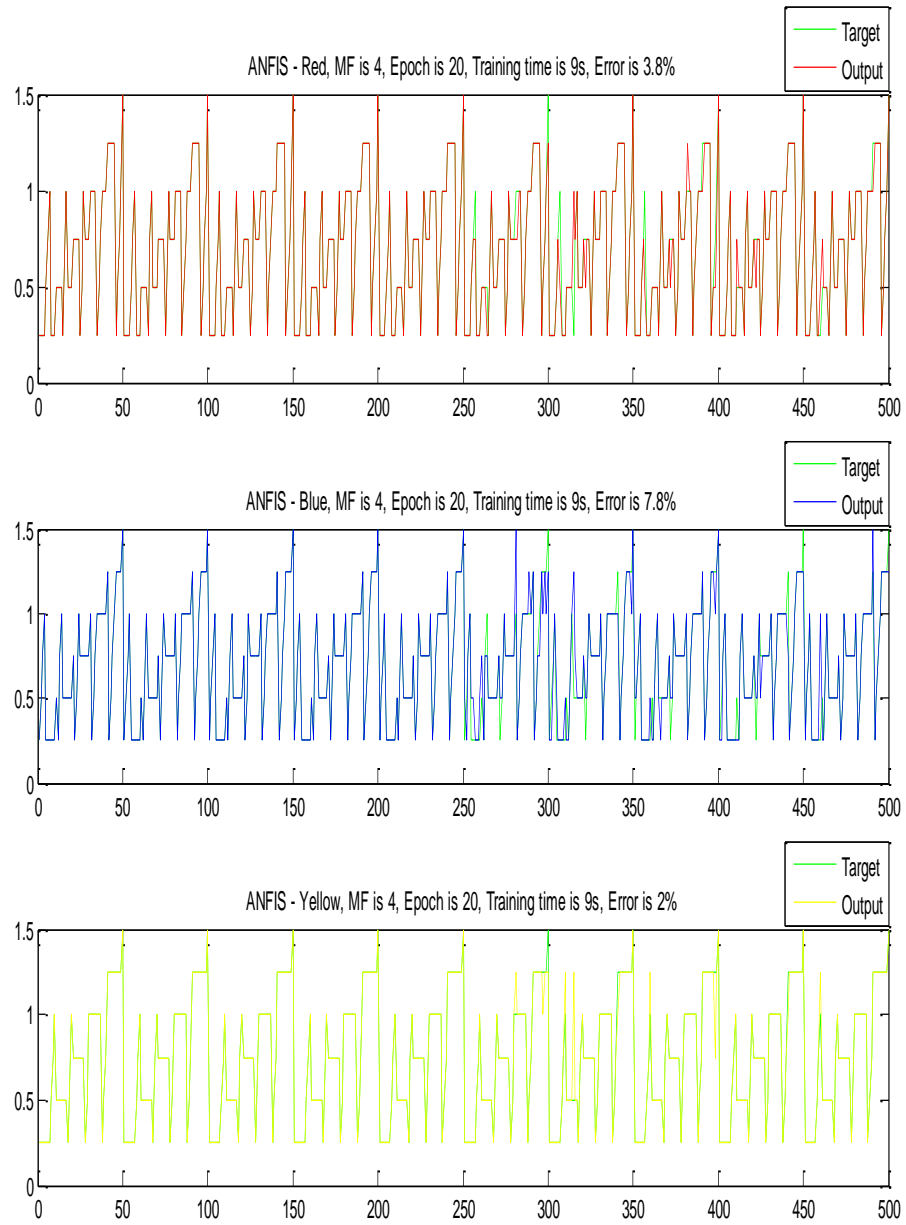 Target
Output
ANFIS - Red, MF is 4, Epoch is 20, Training time is 9s, Error is 3.8%
1.5
1
0.5
0
0 50 100 150 200 250 300 350 400 450 500
Target
Output
ANFIS - Blue, MF is 4, Epoch is 20, Training time is 9s, Error is 7.8%
1.5
1
0.5
0
0 50 100 150 200 250 300 350 400 450 500
Target
Output
ANFIS - Yellow, MF is 4, Epoch is 20, Training time is 9s, Error is 2%
1.5
1
0.5
0
0 50 100 150 200 250 300 350 400 450 500